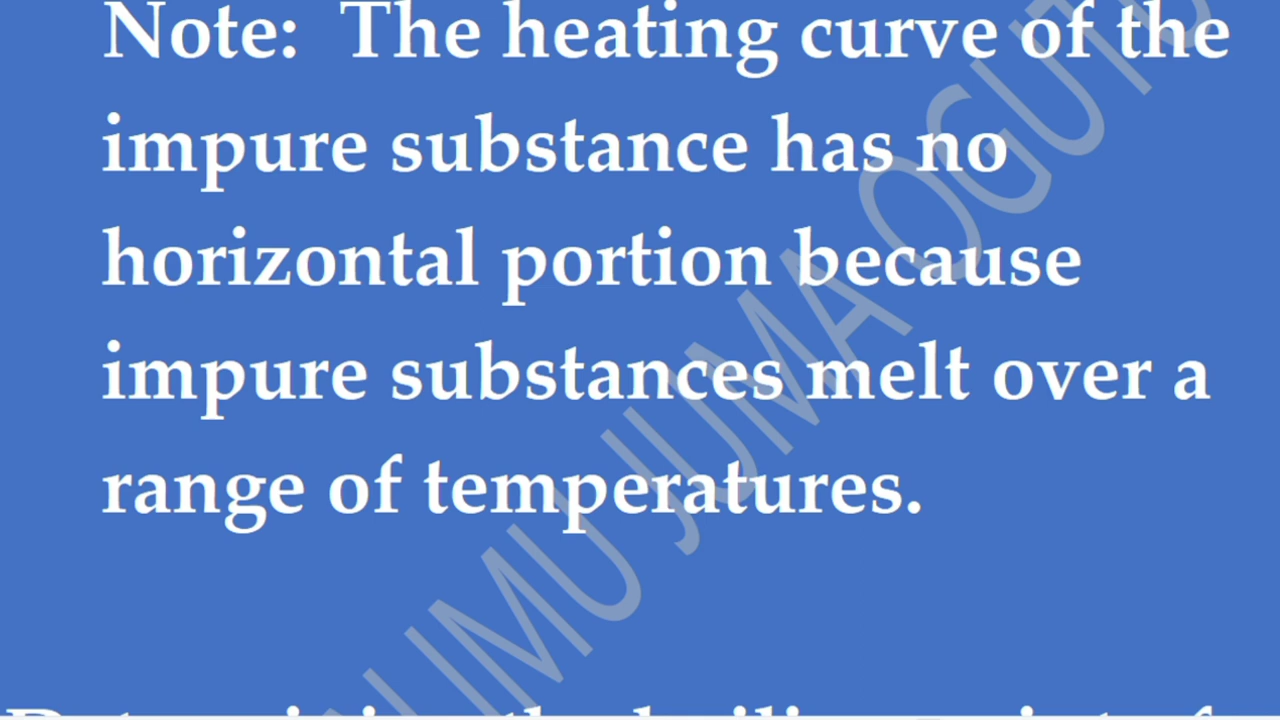 Note: The heating curve of the
impure substance has no
horizontal portion because
impure substances melt over a
range of temperatures.
JUMA